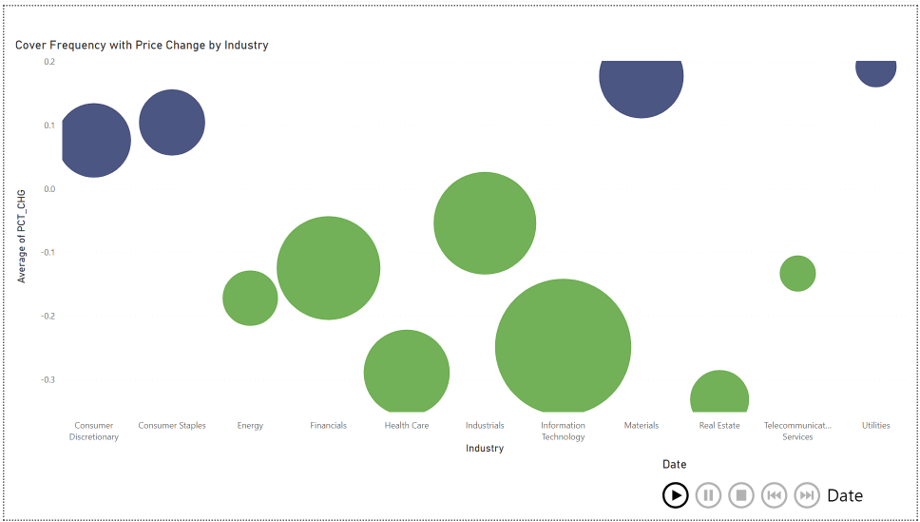 Cover Frequency with Price Change by Industry
0.2
0.1
0.0
-0.1
-0.2
-0.3
Average of PCT_CHG
Consumer
Discretionary
Consumer Staples
Energy
Financials
Health Care
Industrials
Information
Technology
Materials
Real Estate
Telecommunicat...
Services
Utilities
Industry
Date
Date